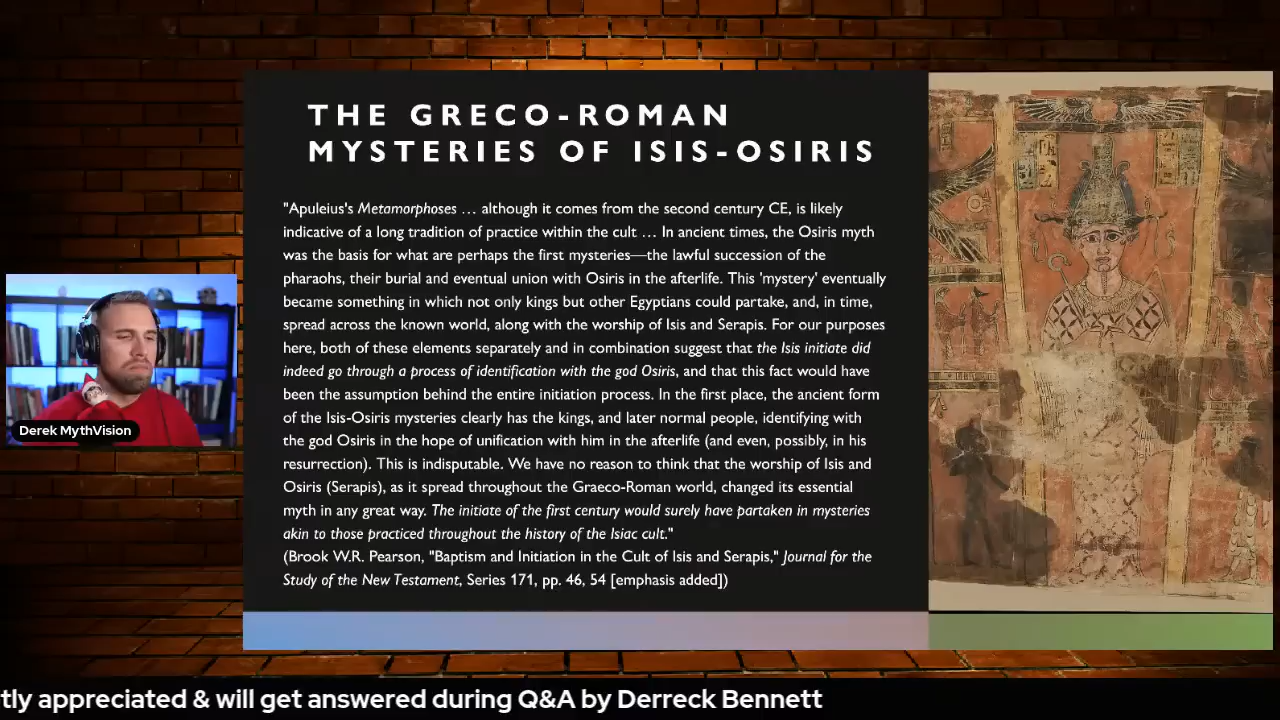 THE GRECO-ROMAN
MYSTERIES OF ISIS-OSIRIS
"Apuleius's Metamorphoses … although it comes from the second century CE, is likely
indicative of a long tradition of practice within the cult … In ancient times, the Osiris myth
was the basis for what are perhaps the first mysteries—the lawful succession of the
pharaohs, their burial and eventual union with Osiris in the afterlife. This 'mystery' eventually
became something in which not only kings but other Egyptians could partake, and, in time,
spread across the known world, along with the worship of Isis and Serapis. For our purposes
here, both of these elements separately and in combination suggest that the Isis initiate did
indeed go through a process of identification with the god Osiris, and that this fact would have
been the assumption behind the entire initiation process. In the first place, the ancient form
of the Isis-Osiris mysteries clearly has the kings, and later normal people, identifying with
the god Osiris in the hope of unification with him in the afterlife (and even, possibly, in his
resurrection). This is indisputable. We have no reason to think that the worship of Isis and
Osiris (Serapis), as it spread throughout the Graeco-Roman world, changed its essential
myth in any great way. The initiate of the first century would surely have partaken in mysteries
akin to those practiced throughout the history of the Isiac cult."
(Brook W.R. Pearson, "Baptism and Initiation in the Cult of Isis and Serapis," Journal for the
Study of the New Testament, Series 171, pp. 46, 54 [emphasis added])
Derek MythVision
tly appreciated & will get answered during Q&A by Derreck Bennett